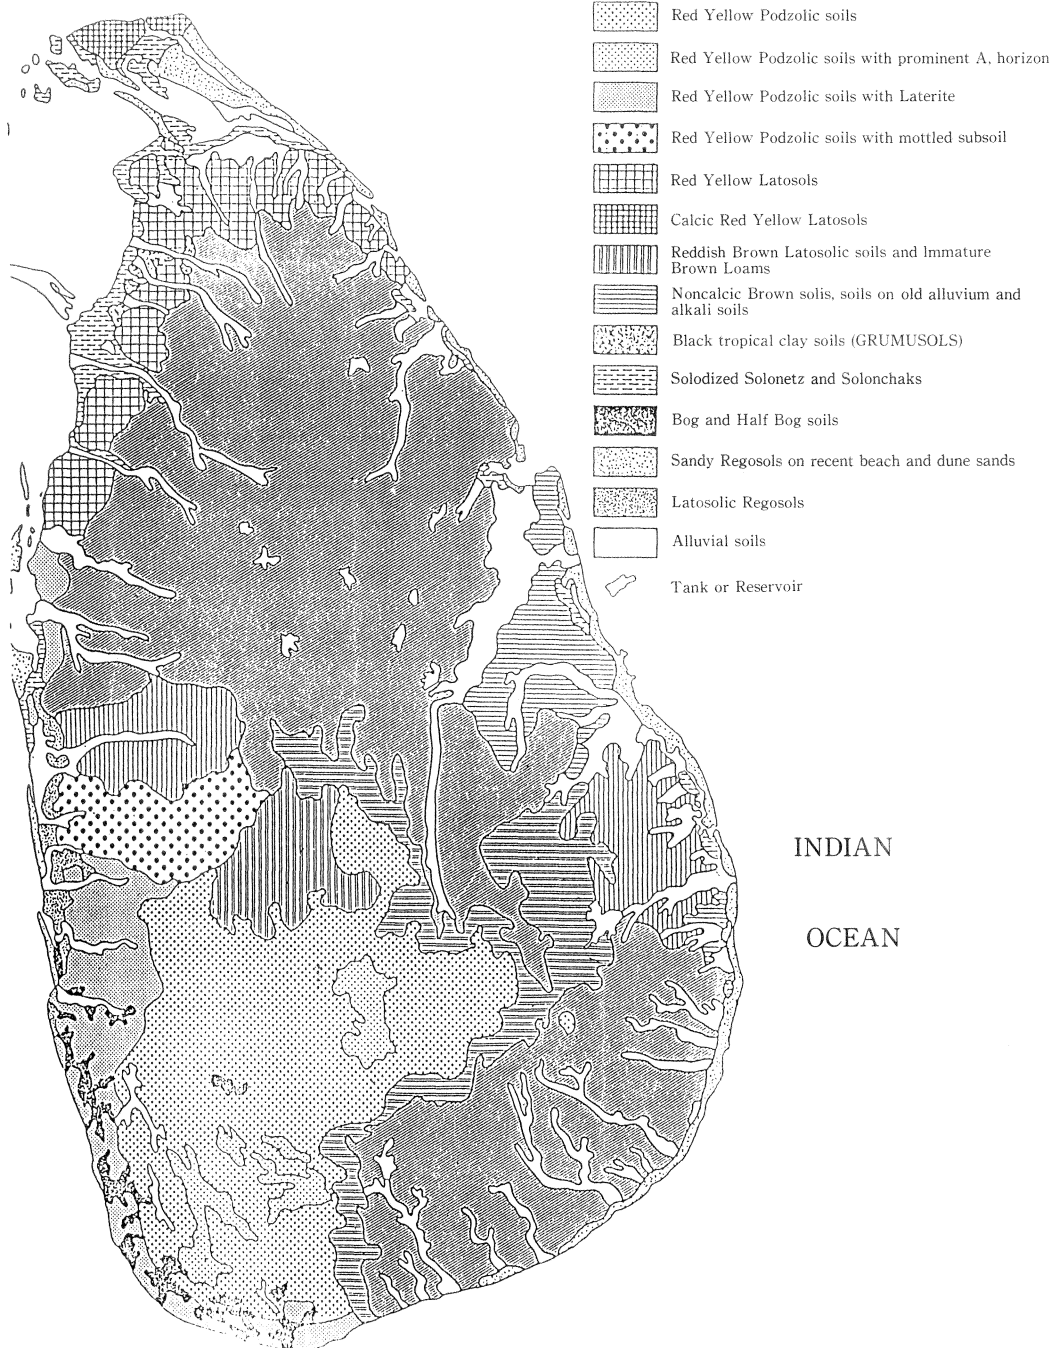 Red Yellow Podzolic soils
Red Yellow Podzolic soils with prominent A, horizon
Red Yellow Podzolic soils with Laterite
Red Yellow Podzolic soils with mottled subsoil
Red Yellow Latosols
Calcic Red Yellow Latosols
Reddish Brown Latosolic soils and Immature
Brown Loams
Noncalcic Brown solis, soils on old alluvium and
alkali soils
Black tropical clay soils (GRUMUSOLS)
Solodized Solonetz and Solonchaks
Bog and Half Bog soils
Sandy Regosols on recent beach and dune sands
Latosolic Regosols
Alluvial soils
Tank or Reservoir
INDIAN
OCEAN